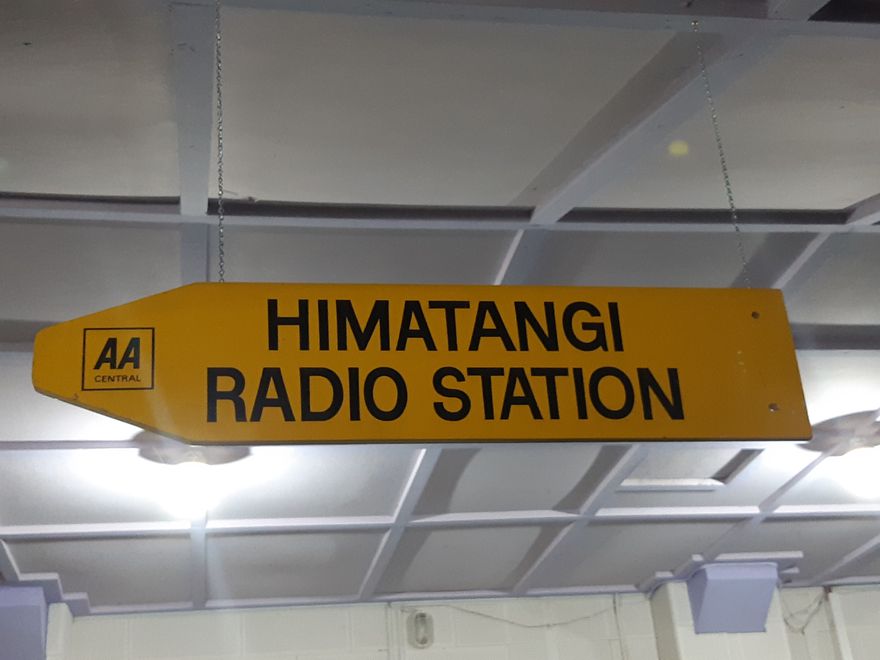 HIMATANGI
RADIO STATION
AA
CENTRAL